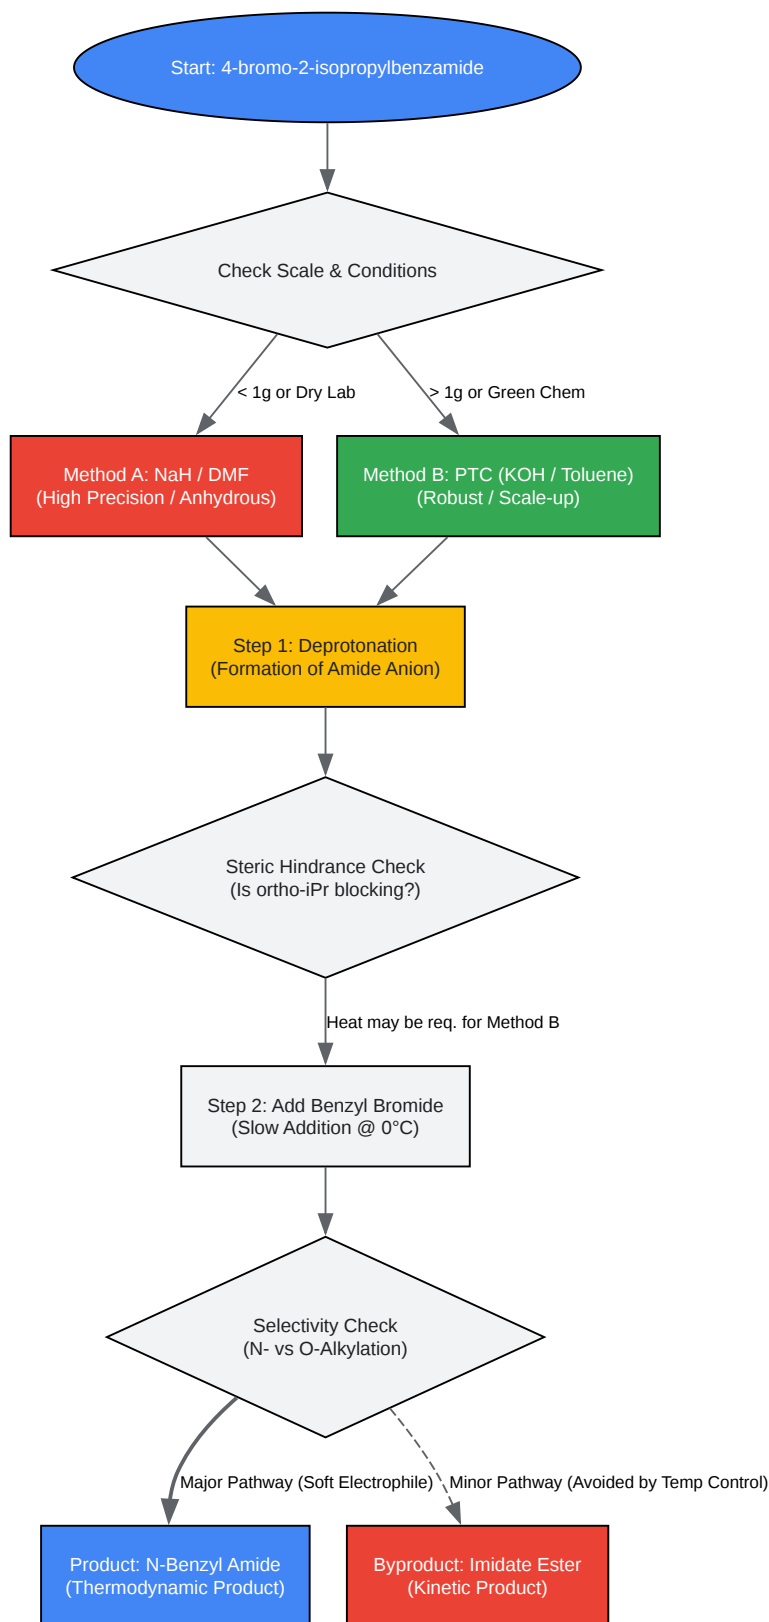 Start: 4-bromo-2-isopropylbenzamide
Check Scale & Conditions
< 1g or Dry Lab
> 1g or Green Chem
Method A: NaH / DMF
(High Precision / Anhydrous)
Method B: PTC (KOH / Toluene)
(Robust / Scale-up)
Step 1: Deprotonation
(Formation of Amide Anion)
Steric Hindrance Check
(Is ortho-iPr blocking?)
Heat may be req. for Method B
Step 2: Add Benzyl Bromide
(Slow Addition @ 0°C)
Selectivity Check
(N- vs O-Alkylation)
Major Pathway (Soft Electrophile)
Minor Pathway (Avoided by Temp Control)
Product: N-Benzyl Amide
(Thermodynamic Product)
Byproduct: Imidate Ester
(Kinetic Product)